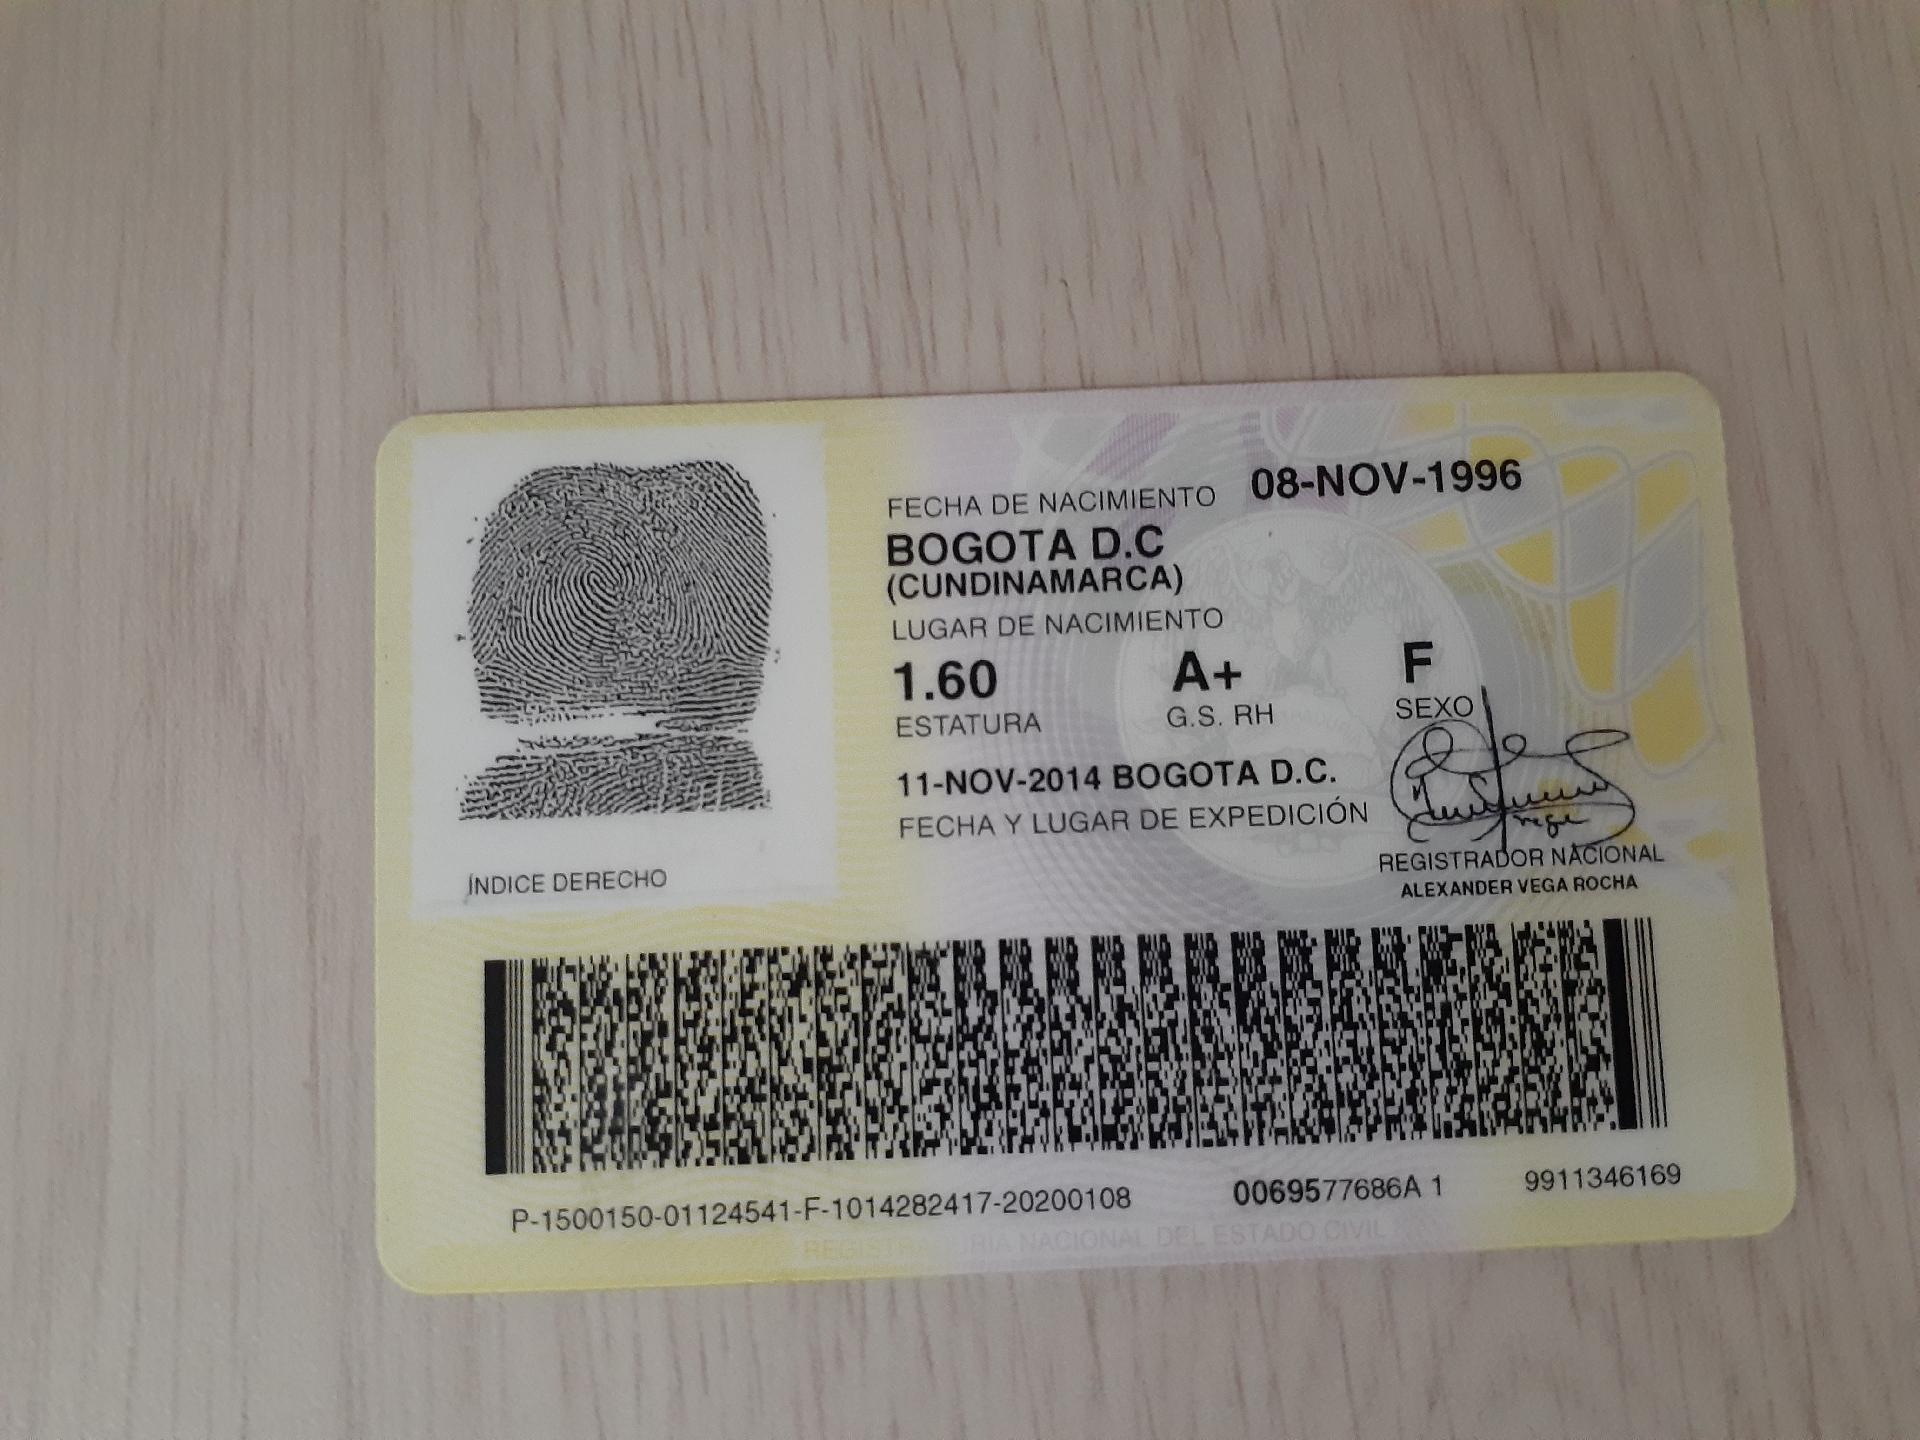 FECHA DE NACIMIENTO 08-NOV-1996
BOGOTA D.C
(CUNDINAMARCA)
LUGAR DE NACIMIENTO
1.60 A+ F
ESTATURA G.S. RH SEXO
11-NOV-2014 BOGOTA D.C.
FECHA Y LUGAR DE EXPEDICIÓN
REGISTRADOR NACIONAL
ALEXANDER VEGA ROCHA
ÍNDICE DERECHO
P-1500150-01124541-F-1014282417-20200108 0069577686A 1 9911346169
REGISTRADURIA NACIONAL DEL ESTADO CIVIL